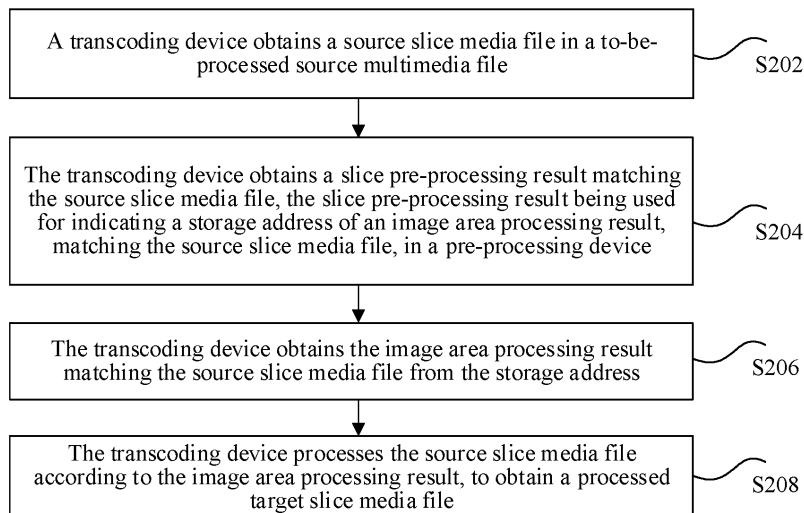 A transcoding device obtains a source slice media file in a to-be-
processed source multimedia file
S202
The transcoding device obtains a slice pre-processing result matching
the source slice media file, the slice pre-processing result being used
for indicating a storage address of an image area processing result,
matching the source slice media file, in a pre-processing device
S204
The transcoding device obtains the image area processing result
matching the source slice media file from the storage address
S206
The transcoding device processes the source slice media file
according to the image area processing result, to obtain a processed
target slice media file
S208